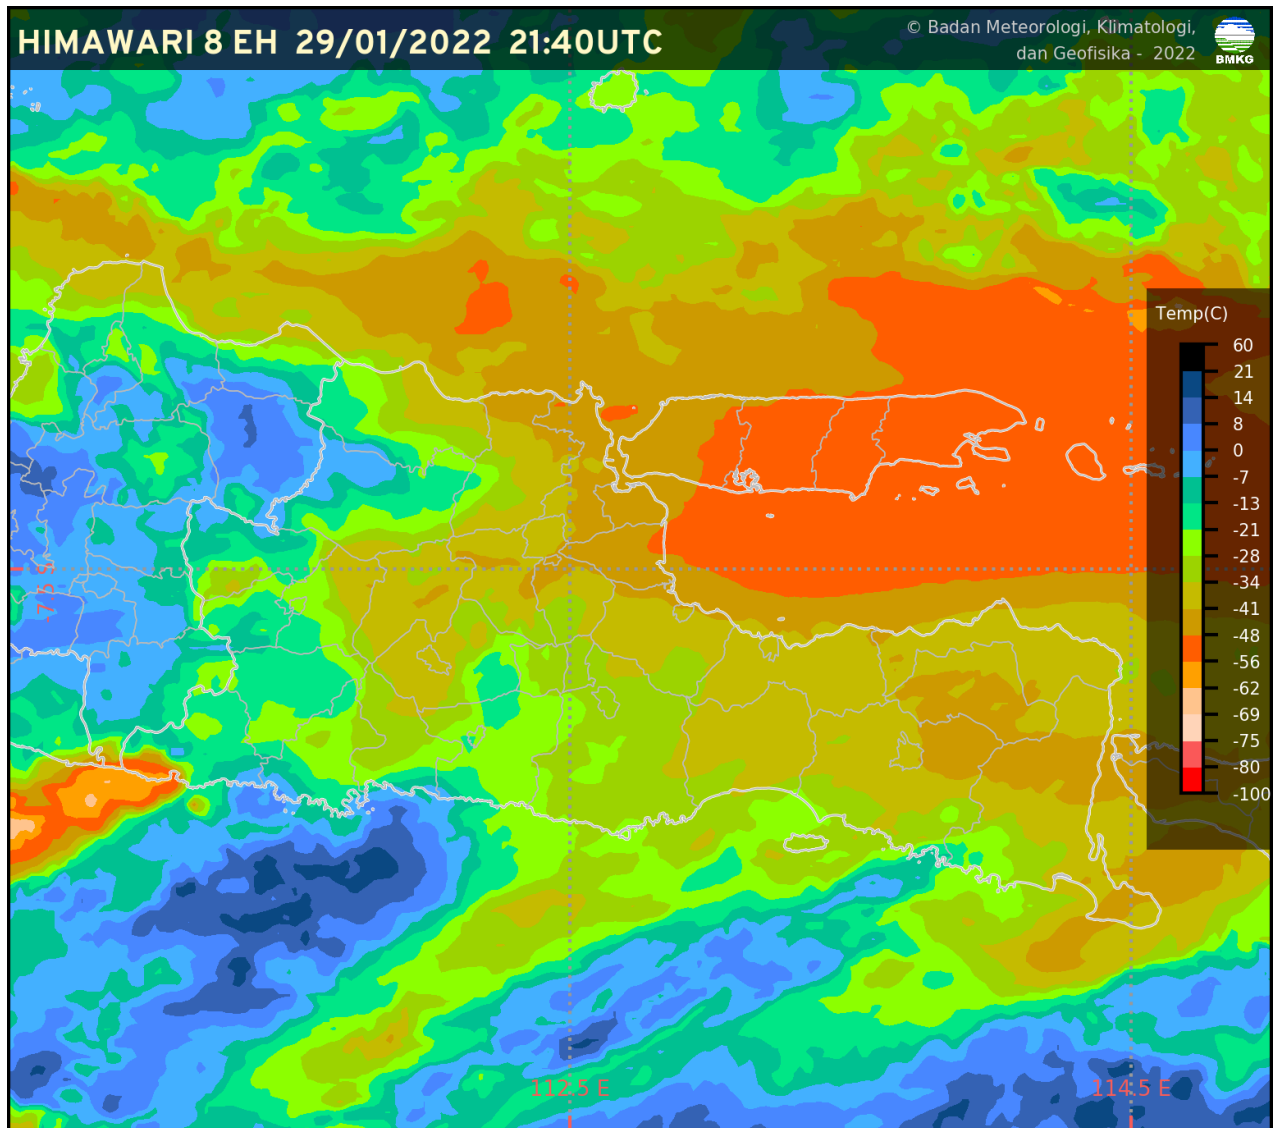 HIMAWARI 8 EH 29/01/2022 21:40UTC
© Badan Meteorologi, Klimatologi,
dan Geofisika - 2022
BMKG
Temp(C)
60
21
14
8
0
-7
-13
-21
-28
-34
-41
-48
-56
-62
-69
-75
-80
-100
-7.5 S
112.5 E
114.5 E